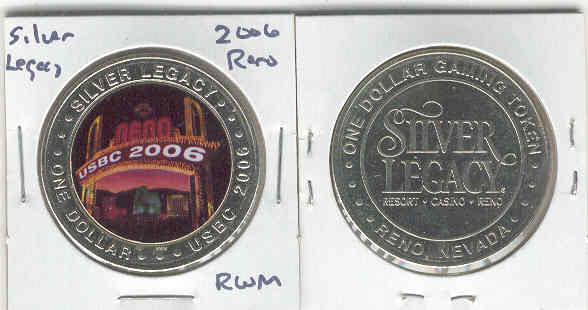 Silver
Legacy
2006
Reno
SILVER LEGACY
RENO
USBC 2006
ONE DOLLAR
USBC 2006
RWM
ONE DOLLAR GAMING TOKEN
SILVER
LEGACY
RESORT • CASINO • RENO
RENO, NEVADA